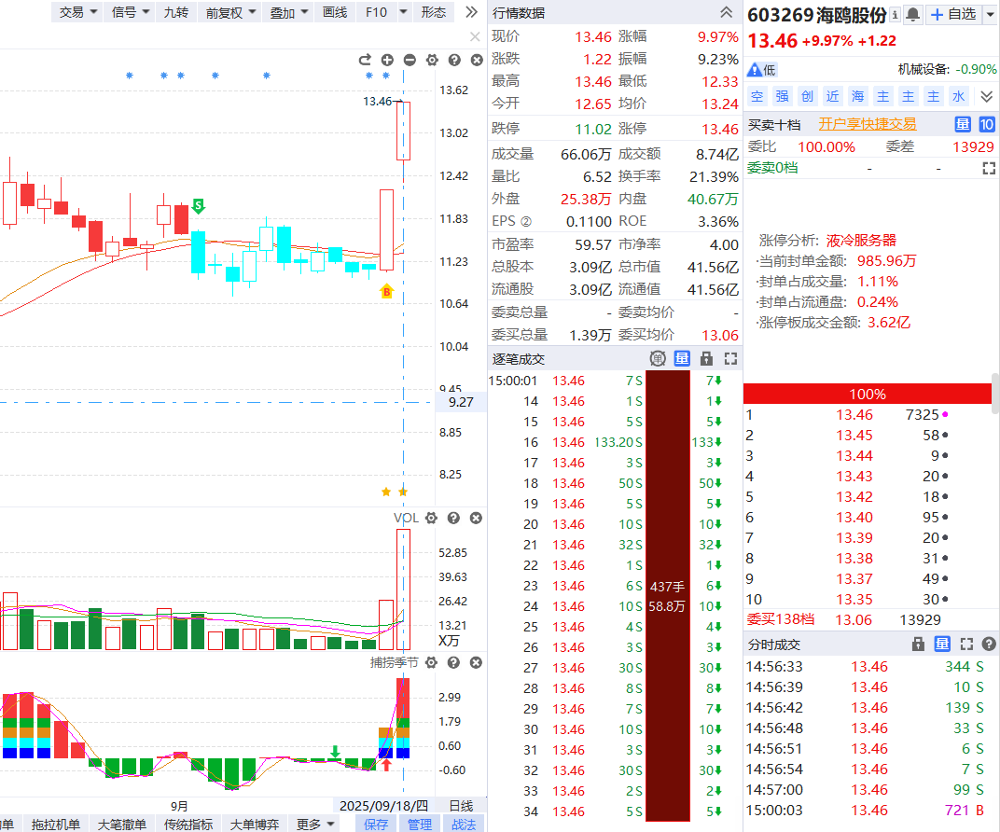 交易 信号 九转 前复权 叠加 画线 F10 形态
13.46
13.62
13.02
12.42
11.83
11.23
10.64
10.04
9.45
9.27
8.85
8.25
S
B
VOL
52.85
39.63
26.42
13.21
X万
捕捞季节
2.99
1.79
0.60
-0.60
9月 2025/09/18/四 日线
单 拖拉机单 大笔撤单 传统指标 大单博弈 更多 保存 管理 战法
行情数据
现价 13.46 涨幅 9.97%
涨跌 1.22 振幅 9.23%
最高 13.46 最低 12.33
今开 12.65 均价 13.24
跌停 11.02 涨停 13.46
成交量 66.06万 成交额 8.74亿
量比 6.52 换手率 21.39%
外盘 25.38万 内盘 40.67万
EPS ② 0.1100 ROE 3.36%
市盈率 59.57 市净率 4.00
总股本 3.09亿 总市值 41.56亿
流通股 3.09亿 流通值 41.56亿
委卖总量 - 委卖均价 -
委买总量 1.39万 委买均价 13.06
逐笔成交 单 量
15:00:01 13.46 7 S 7
14 13.46 1 S 1
15 13.46 5 S 5
16 13.46 133.20 S 133
17 13.46 3 S 3
18 13.46 50 S 50
19 13.46 5 S 5
20 13.46 10 S 10
21 13.46 32 S 32
22 13.46 1 S 1
23 13.46 6 S 437手 6
24 13.46 10 S 58.8万 10
25 13.46 4 S 4
26 13.46 3 S 3
27 13.46 30 S 30
28 13.46 8 S 8
29 13.46 7 S 7
30 13.46 10 S 10
31 13.46 3 S 3
32 13.46 30 S 30
33 13.46 2 S 2
34 13.46 5 S 5
603269 海鸥股份 自选
13.46 +9.97% +1.22
低 机械设备: -0.90%
空 强 创 近 海 主 主 主 水
买卖十档 开户享快捷交易 量 10
委比 100.00% 委差 13929
委卖0档 - -
涨停分析: 液冷服务器
·当前封单金额: 985.96万
·封单占成交量: 1.11%
·封单占流通盘: 0.24%
·涨停板成交金额: 3.62亿
100%
1 13.46 7325
2 13.45 58
3 13.44 9
4 13.43 20
5 13.42 18
6 13.40 95
7 13.39 20
8 13.38 31
9 13.37 49
10 13.35 30
委买138档 13.06 13929
分时成交 量
14:56:33 13.46 344 S
14:56:39 13.46 10 S
14:56:42 13.46 139 S
14:56:48 13.46 33 S
14:56:51 13.46 6 S
14:56:54 13.46 7 S
14:57:00 13.46 99 S
15:00:03 13.46 721 B